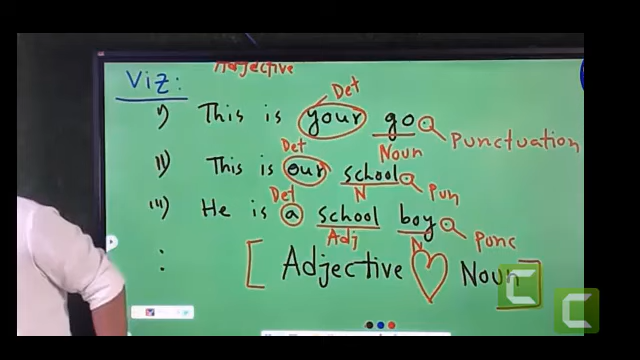 Adjective
Viz:
Det
i) This is your go.
Noun Punctuation
Det
ii) This is our school.
N Pun
Det
iii) He is a school boy.
Adj N Punc
: [Adjective ♡ Noun]